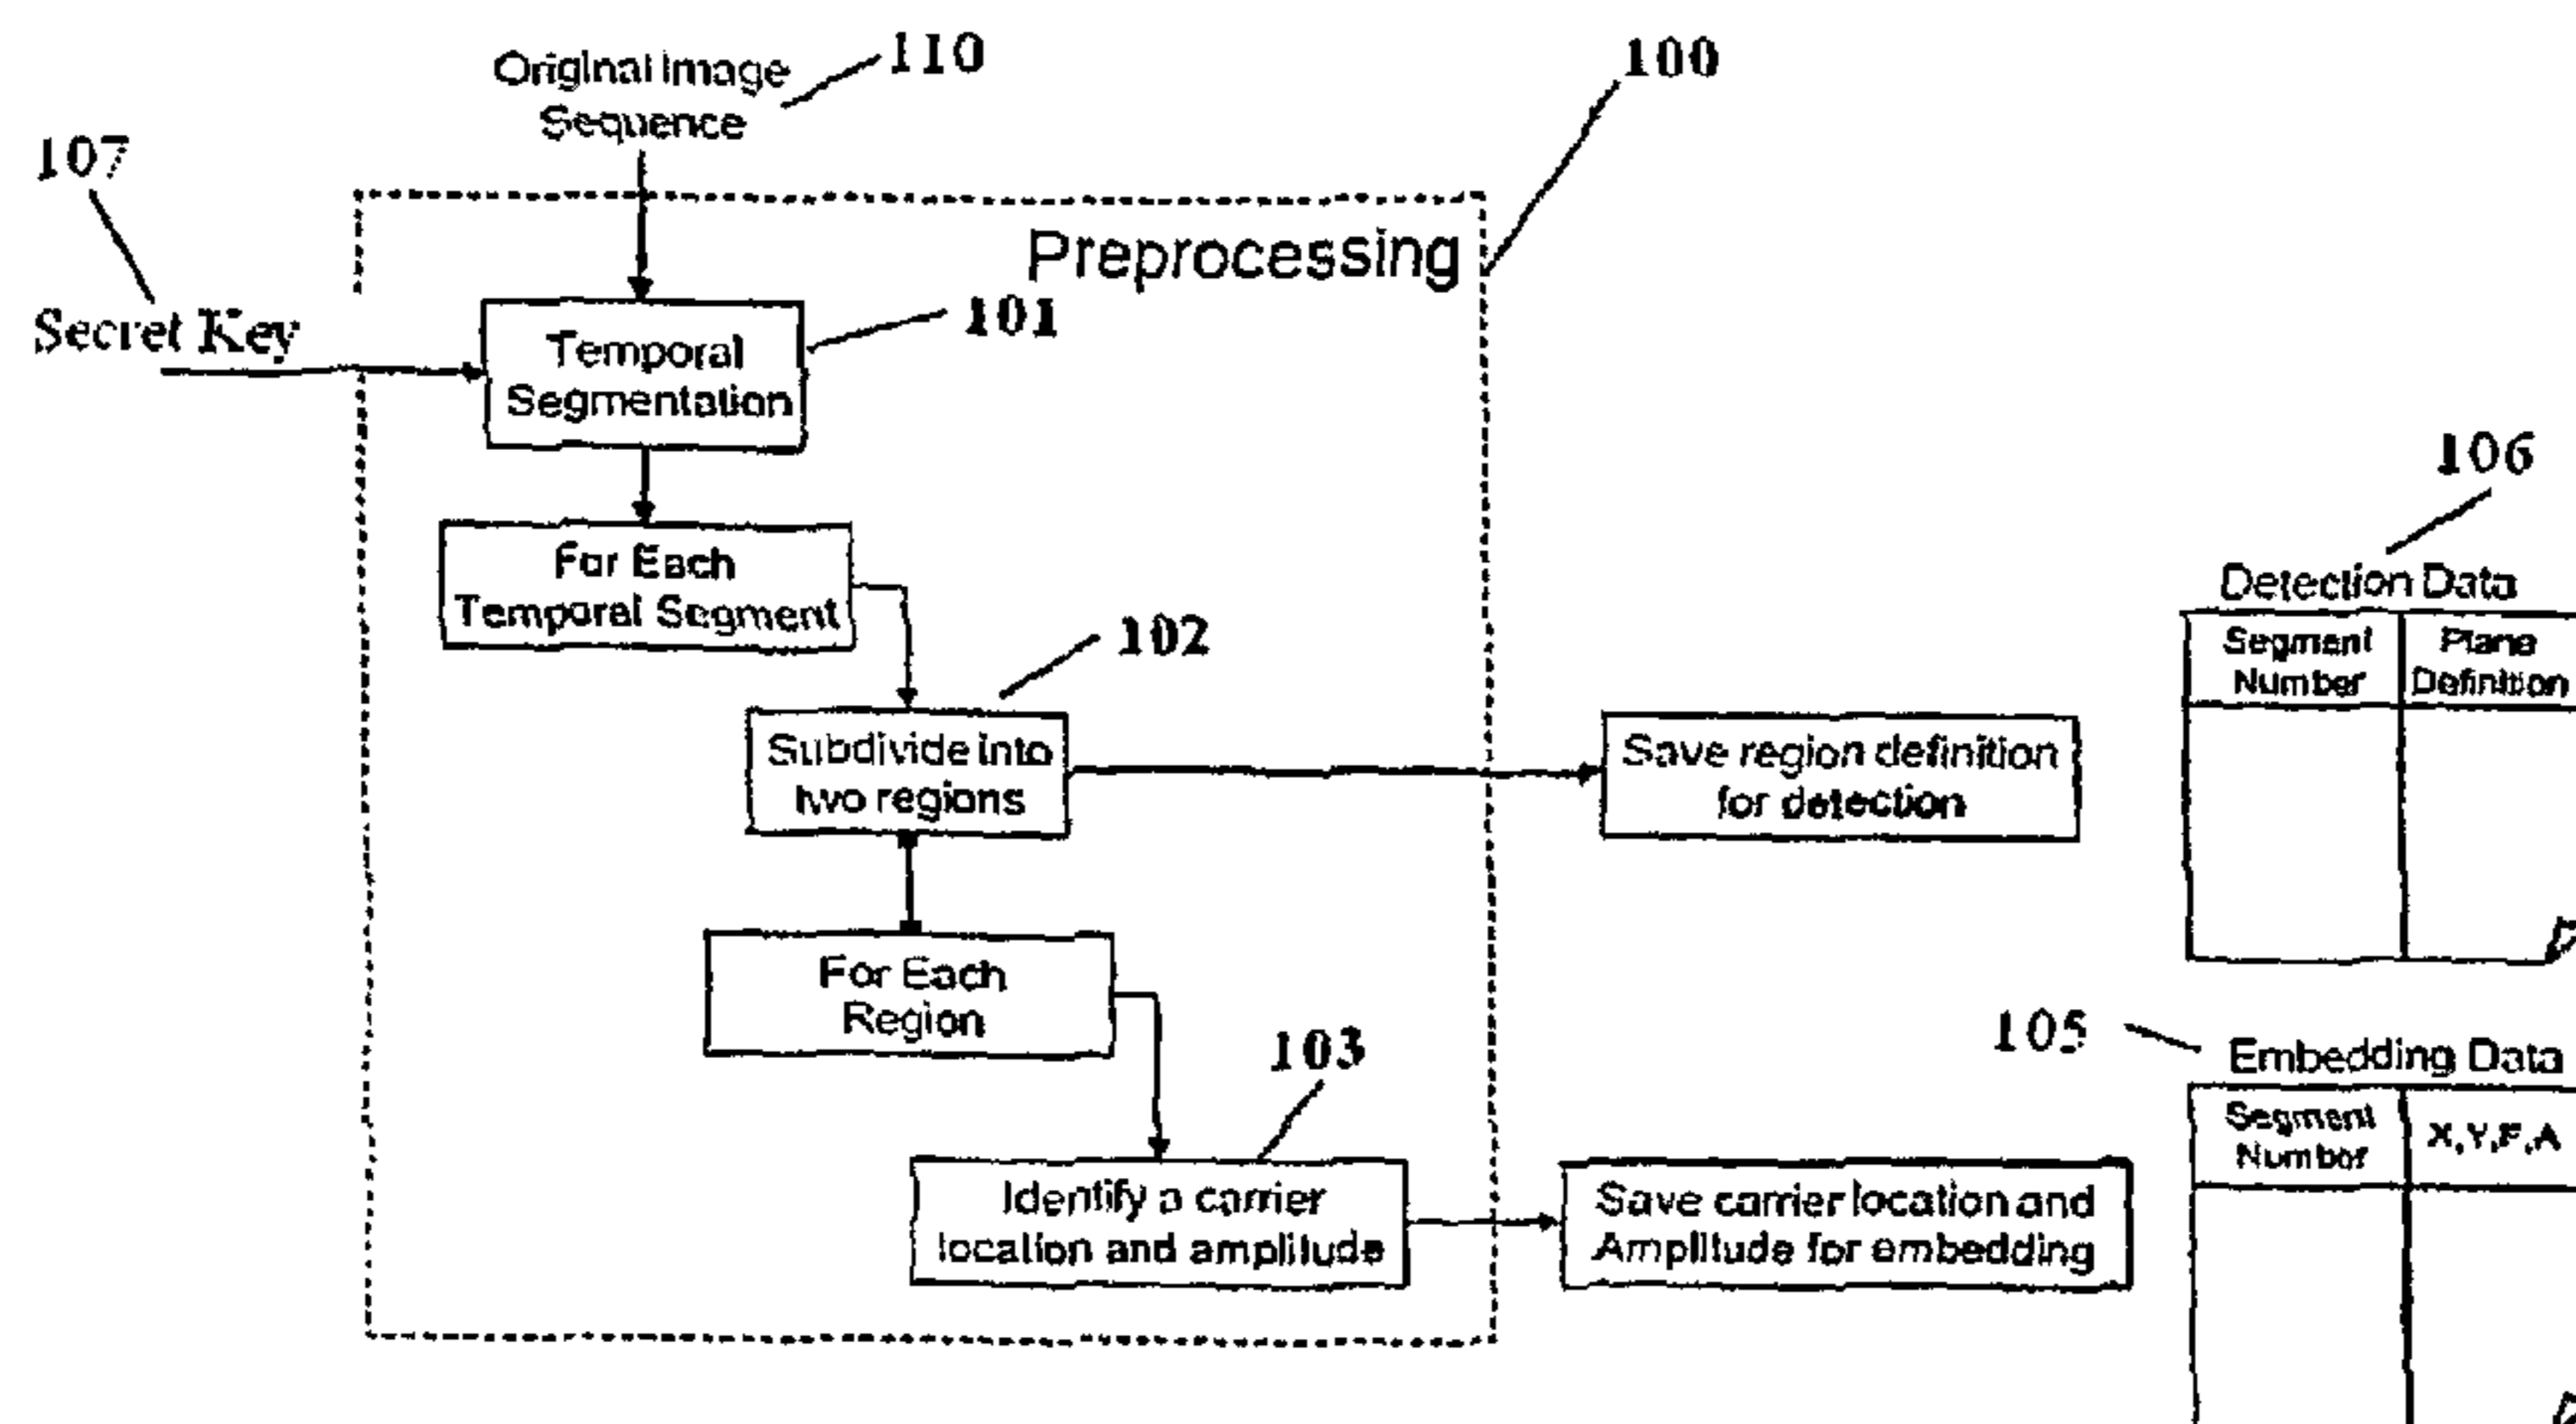 110
Original Image
Sequence
100
107
Preprocessing
Secret Key
101
Temporal
Segmentation
106
For Each
Temporal Segment
Detection Data
Segment
Number
Plane
Definition
102
Subdivide into
two regions
Save region definition
for detection
For Each
Region
105
Embedding Data
Segment
Number
X,Y,F,A
103
Identify a carrier
location and amplitude
Save carrier location and
Amplitude for embedding